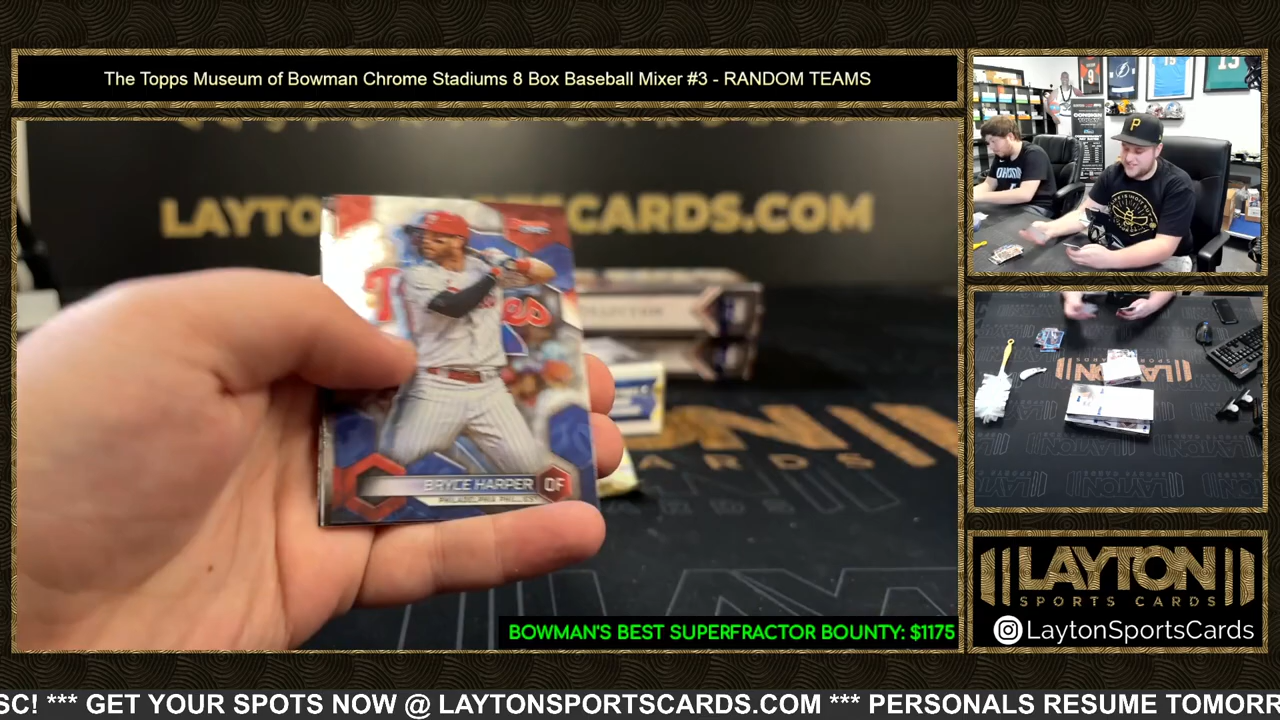 The Topps Museum of Bowman Chrome Stadiums 8 Box Baseball Mixer #3 - RANDOM TEAMS
LAYTONSPORTSCARDS.COM
BRYCE HARPER OF
PHILADELPHIA PHILLIES
BOWMAN'S BEST SUPERFRACTOR BOUNTY: $1175
LAYTON
SPORTS CARDS
LaytonSportsCards
SC! *** GET YOUR SPOTS NOW @ LAYTONSPORTSCARDS.COM *** PERSONALS RESUME TOMORR